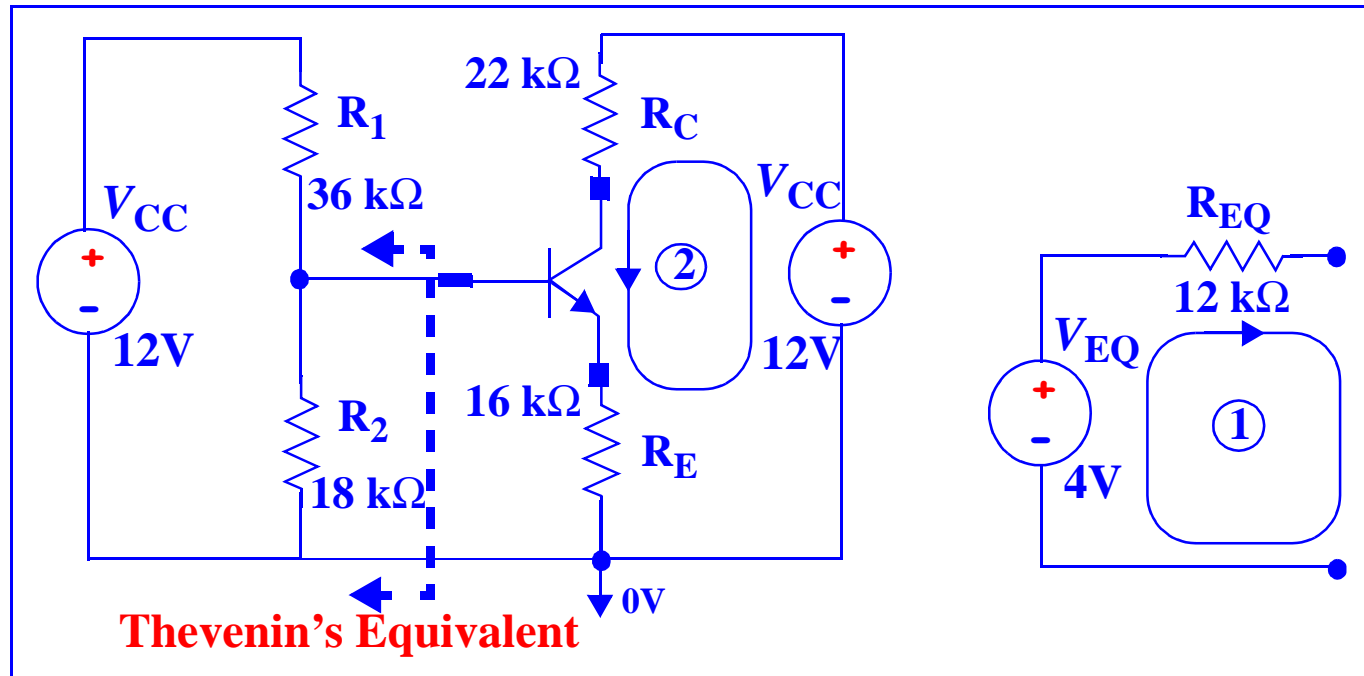 22 kΩ
R1
RC
VCC
36 kΩ
VCC
REQ
+
2
+
12 kΩ
-
-
12V
12V
VEQ
16 kΩ
+
R2
1
RE
-
18 kΩ
4V
0V
Thevenin's Equivalent